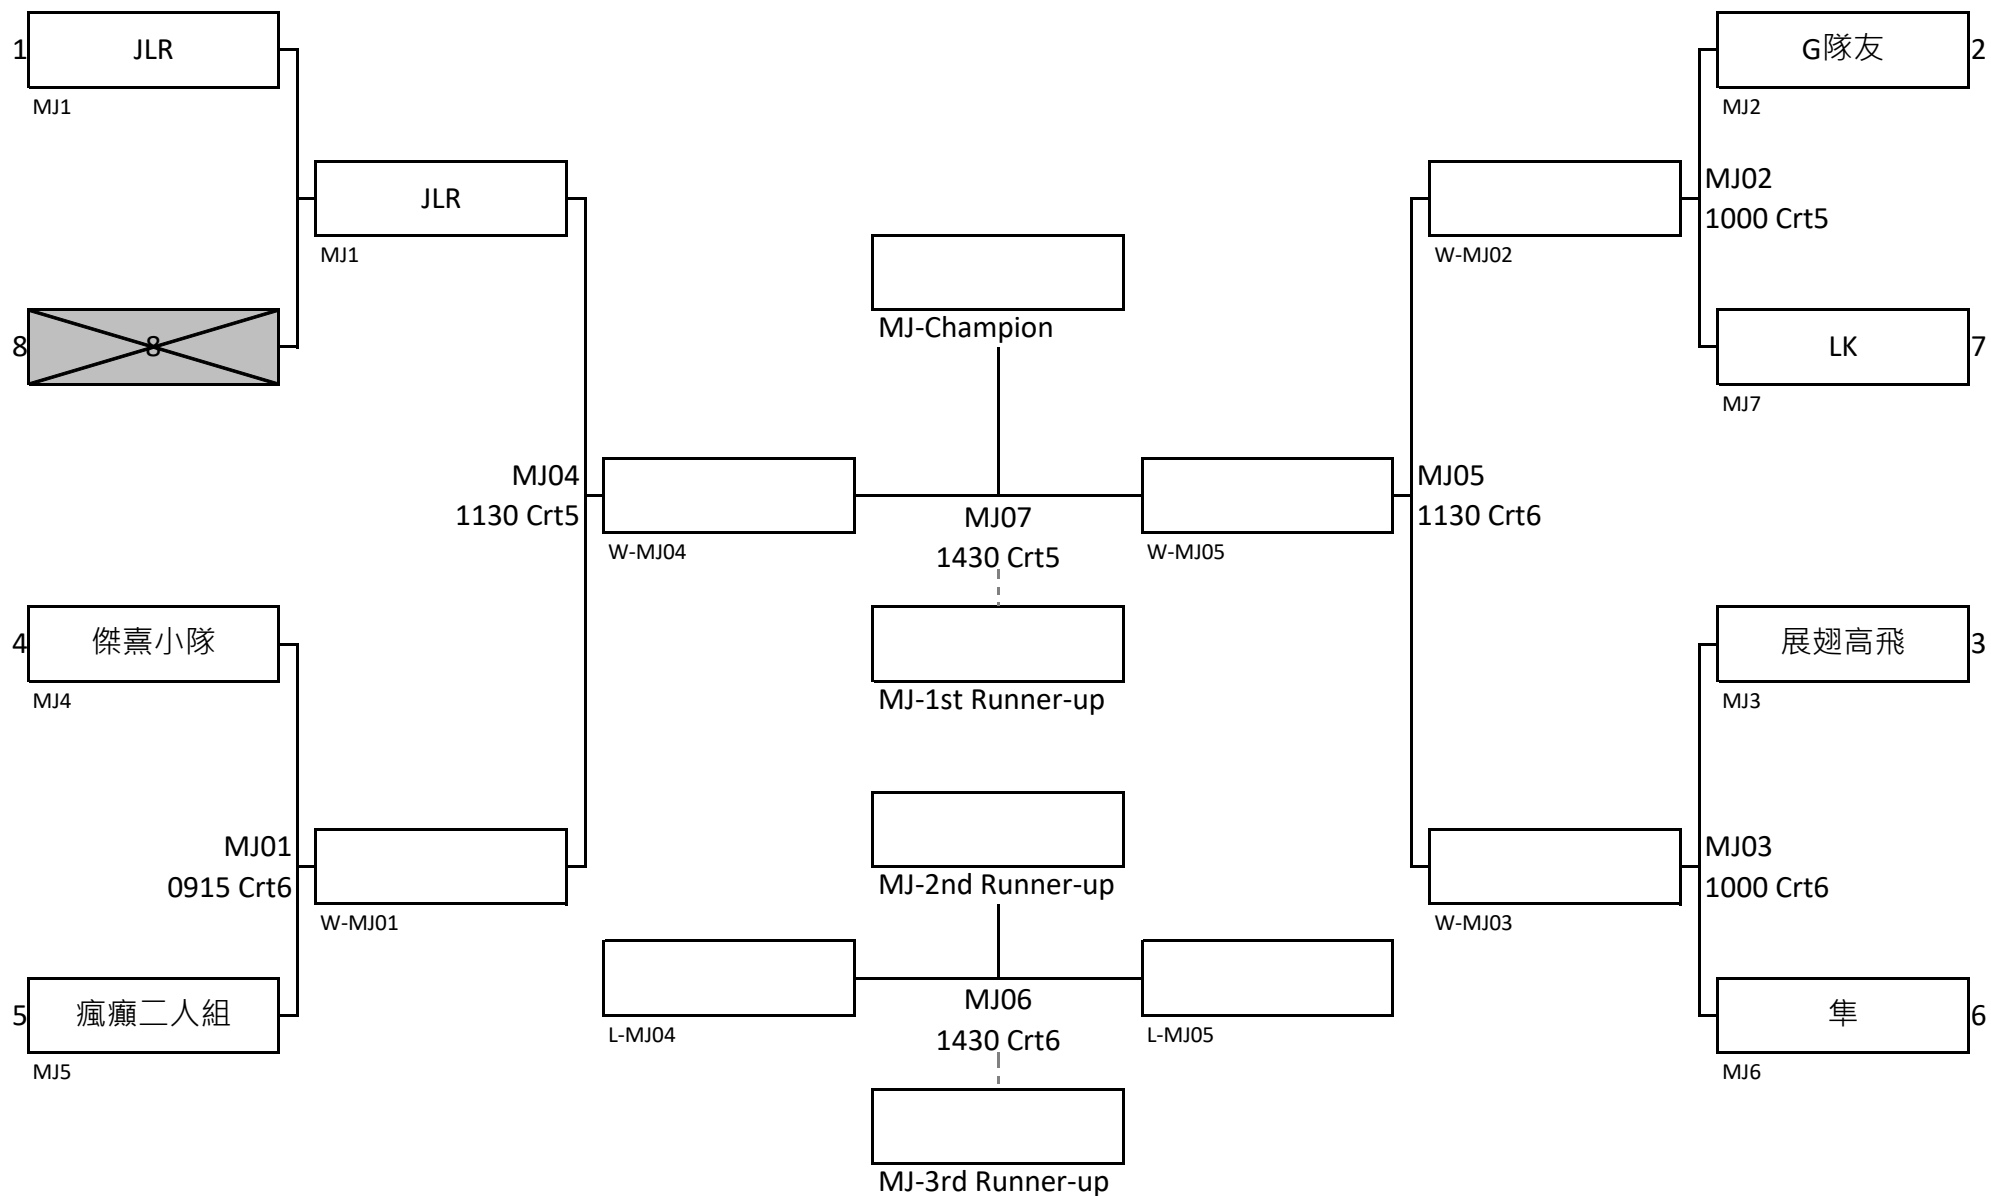 1
JLR
MJ1
8
8
JLR
MJ1
MJ04
1130 Crt5
4
傑熹小隊
MJ4
MJ01
0915 Crt6
5
瘋癲二人組
MJ5
W-MJ01
W-MJ04
MJ-Champion
MJ07
1430 Crt5
MJ-1st Runner-up
MJ-2nd Runner-up
L-MJ04
MJ06
1430 Crt6
L-MJ05
MJ-3rd Runner-up
W-MJ05
MJ05
1130 Crt6
W-MJ02
MJ02
1000 Crt5
G隊友
2
MJ2
LK
7
MJ7
W-MJ03
MJ03
1000 Crt6
展翅高飛
3
MJ3
隼
6
MJ6